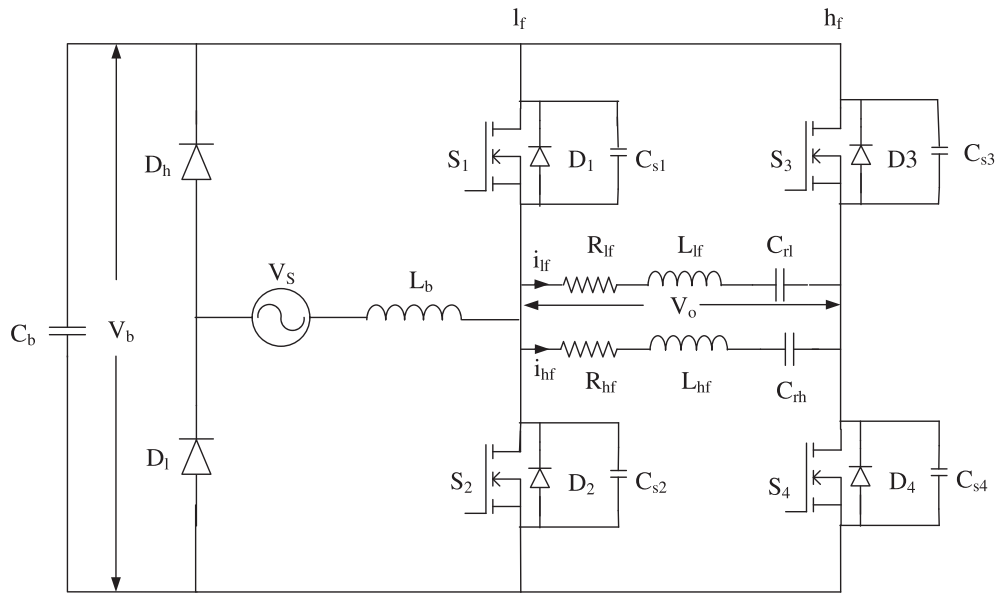 l_f
h_f
D_h
S_1
D_1
C_s1
S_3
D3
C_s3
V_S
L_b
R_lf
L_lf
C_rl
i_lf
C_b
V_b
V_o
i_hf
R_hf
L_hf
C_rh
D_l
S_2
D_2
C_s2
S_4
D_4
C_s4